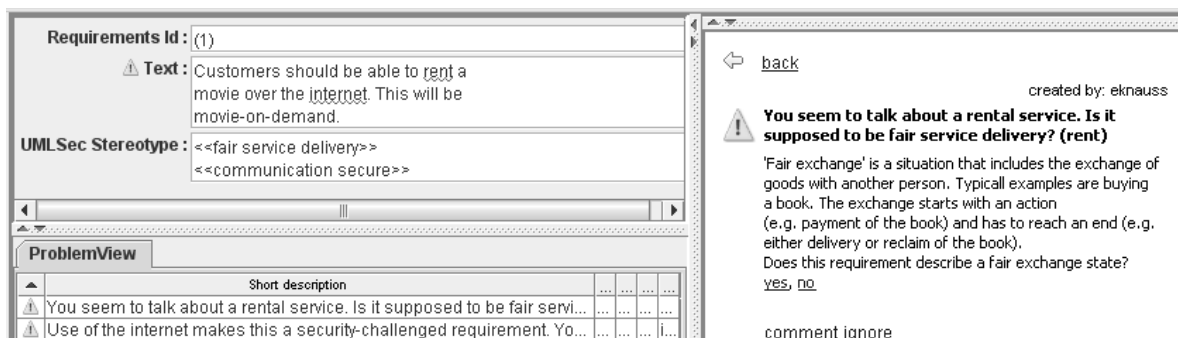 Requirements Id : (1)
Text : Customers should be able to rent a
movie over the internet. This will be
movie-on-demand.
UMLSec Stereotype : <<fair service delivery>>
<<communication secure>>
ProblemView
Short description ... ... ... ...
You seem to talk about a rental service. Is it supposed to be fair servi... ... ... ... ...
Use of the internet makes this a security-challenged requirement. Yo... ... ... ... i...
back
created by: eknauss
You seem to talk about a rental service. Is it
supposed to be fair service delivery? (rent)
'Fair exchange' is a situation that includes the exchange of
goods with another person. Typicall examples are buying
a book. The exchange starts with an action
(e.g. payment of the book) and has to reach an end (e.g.
either delivery or reclaim of the book).
Does this requirement describe a fair exchange state?
yes, no
comment ignore